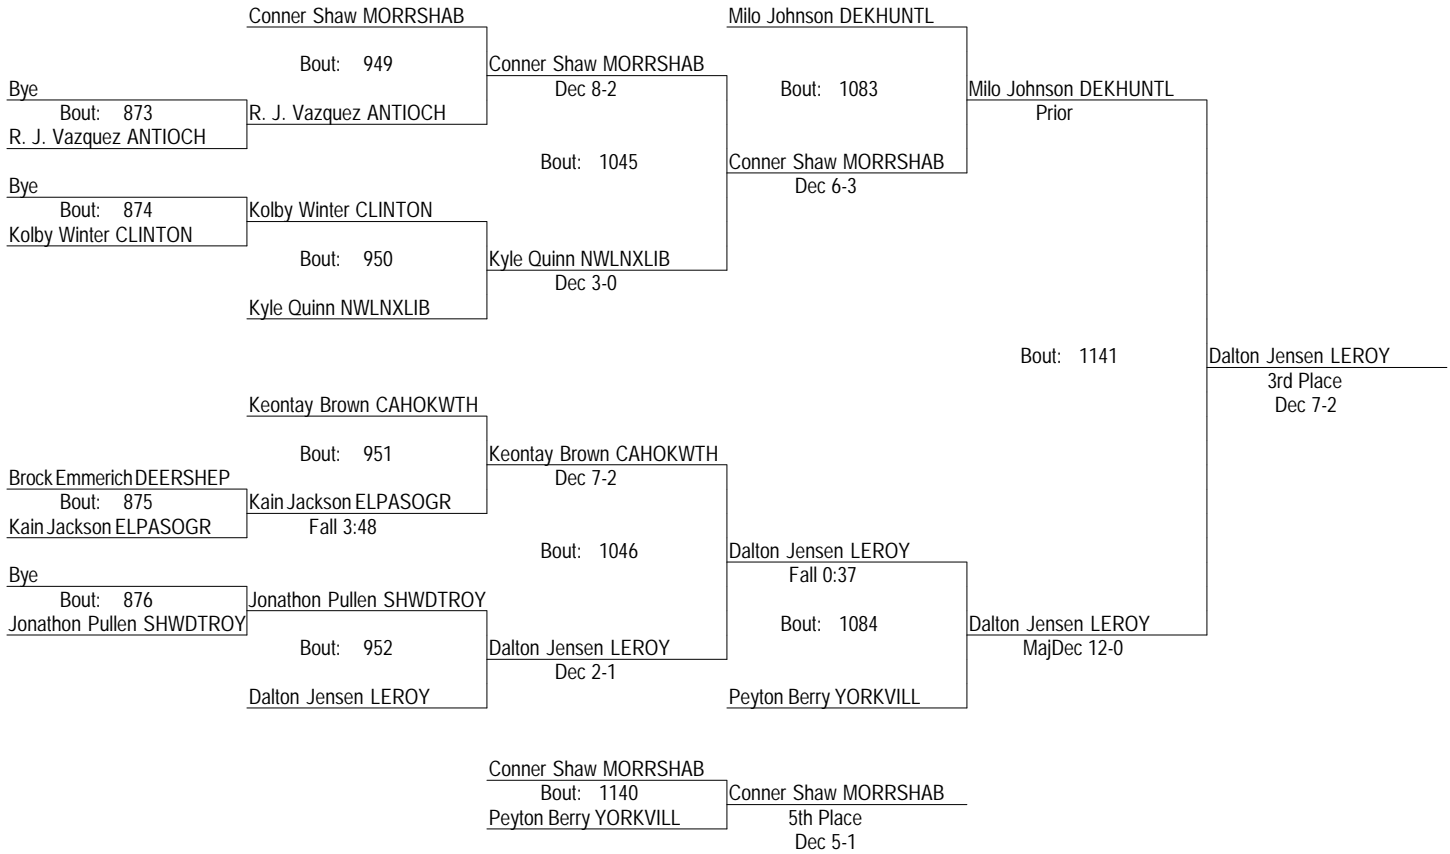 Conner Shaw MORRSHAB
Milo Johnson DEKHUNTL
Bout: 949
Conner Shaw MORRSHAB
Dec 8-2
Bout: 1083
Milo Johnson DEKHUNTL
Prior
Bye
Bout: 873
R. J. Vazquez ANTIOCH
R. J. Vazquez ANTIOCH
Bout: 1045
Conner Shaw MORRSHAB
Dec 6-3
Bye
Bout: 874
Kolby Winter CLINTON
Kolby Winter CLINTON
Bout: 950
Kyle Quinn NWLNXLIB
Dec 3-0
Kyle Quinn NWLNXLIB
Bout: 1141
Dalton Jensen LEROY
3rd Place
Dec 7-2
Keontay Brown CAHOKWTH
Bout: 951
Keontay Brown CAHOKWTH
Dec 7-2
Brock Emmerich DEERSHEP
Bout: 875
Kain Jackson ELPASOGR
Kain Jackson ELPASOGR
Fall 3:48
Bout: 1046
Dalton Jensen LEROY
Fall 0:37
Bye
Bout: 876
Jonathon Pullen SHWDTROY
Jonathon Pullen SHWDTROY
Bout: 1084
Dalton Jensen LEROY
MajDec 12-0
Bout: 952
Dalton Jensen LEROY
Dec 2-1
Dalton Jensen LEROY
Peyton Berry YORKVILL
Conner Shaw MORRSHAB
Bout: 1140
Peyton Berry YORKVILL
Conner Shaw MORRSHAB
5th Place
Dec 5-1